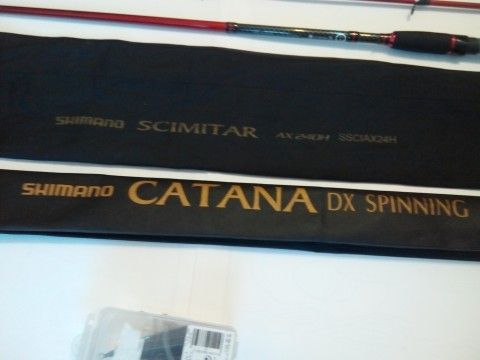 SHIMANO SCIMITAR AX 240H SSCIAX24H
SHIMANO CATANA DX SPINNING